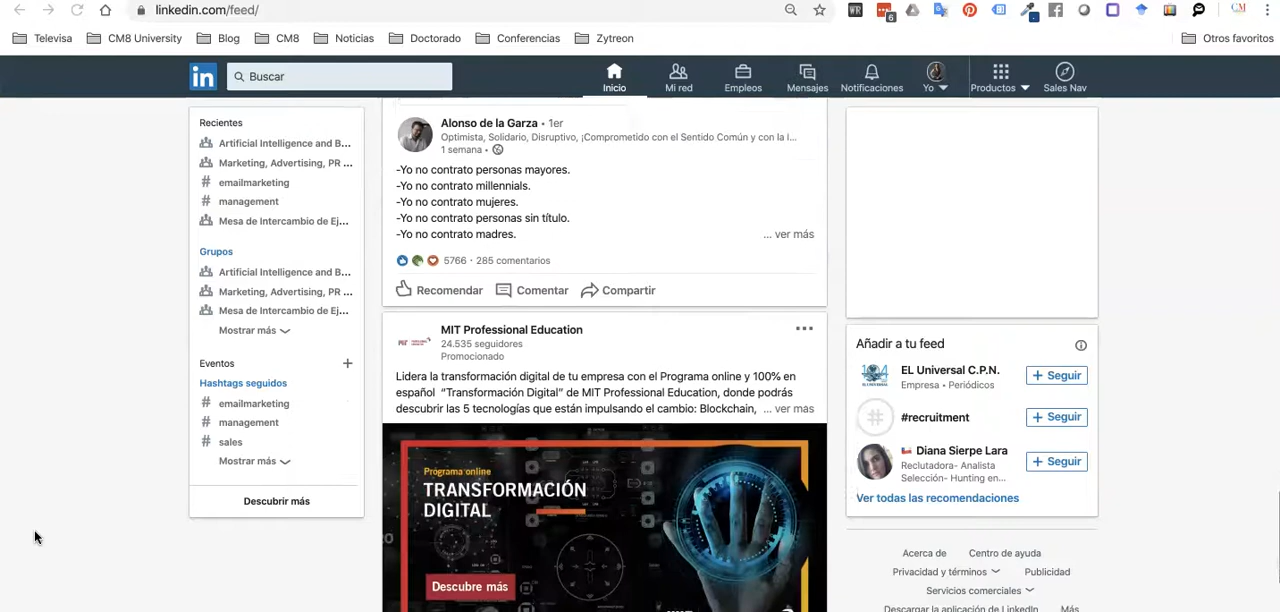 linkedin.com/feed/
WR
6
CM
Televisa
CM8 University
Blog
CM8
Noticias
Doctorado
Conferencias
Zytreon
Otros favoritos
in
Buscar
Inicio
Mi red
Empleos
Mensajes
Notificaciones
Yo
Productos
Sales Nav
Recientes
Artificial Intelligence and B...
Marketing, Advertising, PR ...
# emailmarketing
# management
Mesa de Intercambio de Ej...
Grupos
Artificial Intelligence and B...
Marketing, Advertising, PR ...
Mesa de Intercambio de Ej...
Mostrar más
Eventos +
Hashtags seguidos
# emailmarketing
# management
# sales
Mostrar más
Descubrir más
Alonso de la Garza • 1er
Optimista, Solidario, Disruptivo, ¡Comprometido con el Sentido Común y con la l...
1 semana •
-Yo no contrato personas mayores.
-Yo no contrato millennials.
-Yo no contrato mujeres.
-Yo no contrato personas sin título.
-Yo no contrato madres. ... ver más
5766 · 285 comentarios
Recomendar
Comentar
Compartir
MIT Professional Education
24.535 seguidores
Promocionado
Lidera la transformación digital de tu empresa con el Programa online y 100% en
español “Transformación Digital” de MIT Professional Education, donde podrás
descubrir las 5 tecnologías que están impulsando el cambio: Blockchain, ... ver mas
Programa online
TRANSFORMACIÓN
DIGITAL
Descubre más
Añadir a tu feed
EL Universal C.P.N.
Empresa • Periódicos
+ Seguir
#
#recruitment
+ Seguir
Diana Sierpe Lara
Reclutadora- Analista
Selección- Hunting en...
+ Seguir
Ver todas las recomendaciones
Acerca de
Centro de ayuda
Privacidad y términos
Publicidad
Servicios comerciales
Descargar la aplicación de LinkedIn
Más